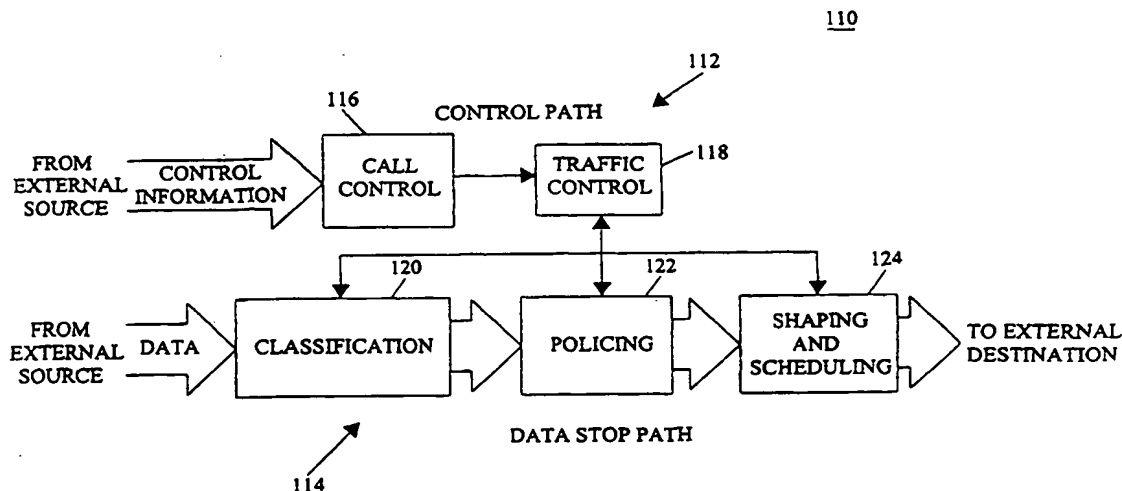 110
112
116
CONTROL PATH
FROM
EXTERNAL
SOURCE
CONTROL
INFORMATION
CALL
CONTROL
TRAFFIC
CONTROL
118
120
122
124
FROM
EXTERNAL
SOURCE
DATA
CLASSIFICATION
POLICING
SHAPING
AND
SCHEDULING
TO EXTERNAL
DESTINATION
DATA STOP PATH
114